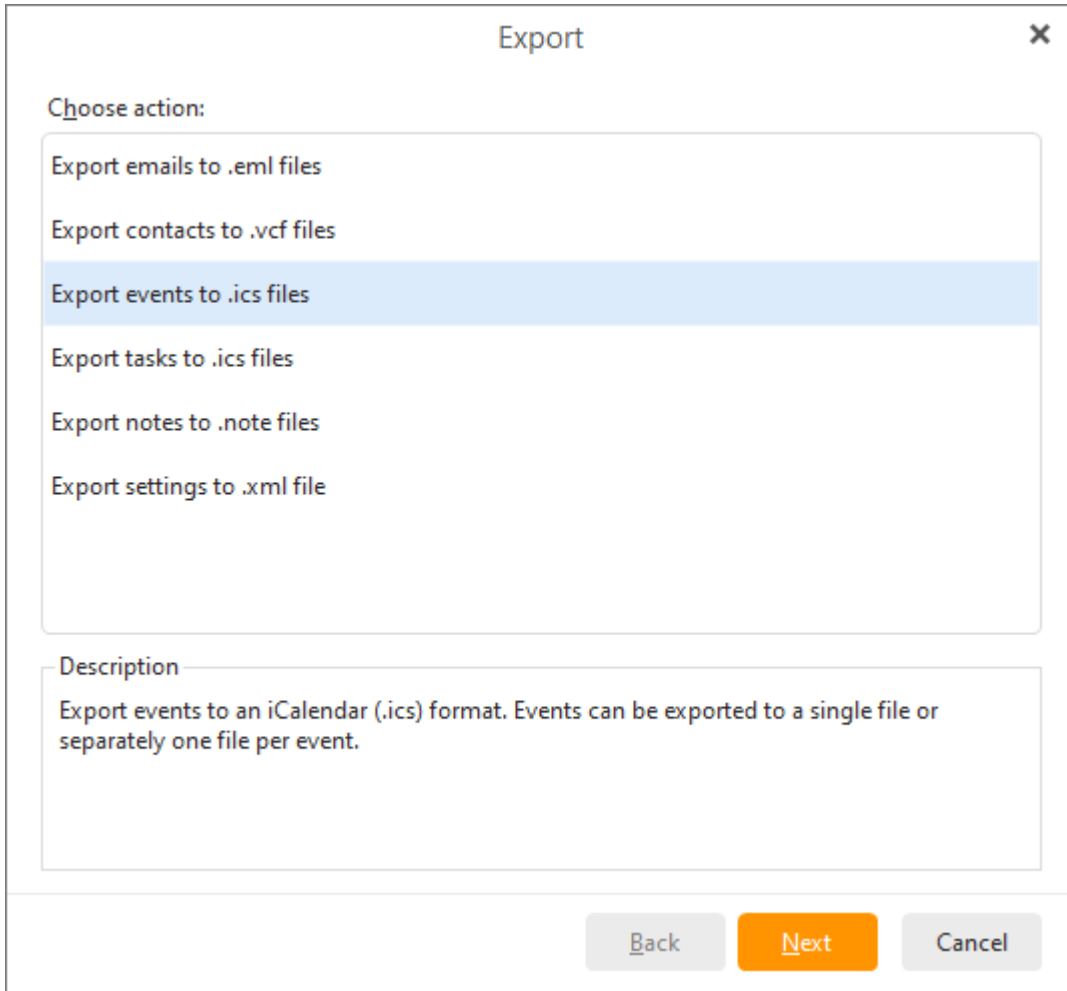 Export
Choose action:
Export emails to .eml files
Export contacts to .vcf files
Export events to .ics files
Export tasks to .ics files
Export notes to .note files
Export settings to .xml file
Description
Export events to an iCalendar (.ics) format. Events can be exported to a single file or
separately one file per event.
Back
Next
Cancel